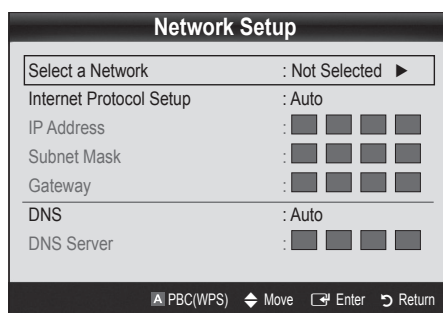 Network Setup
Select a Network : Not Selected ▶
Internet Protocol Setup : Auto
IP Address :
Subnet Mask :
Gateway :
DNS : Auto
DNS Server :
A PBC(WPS) Move Enter Return